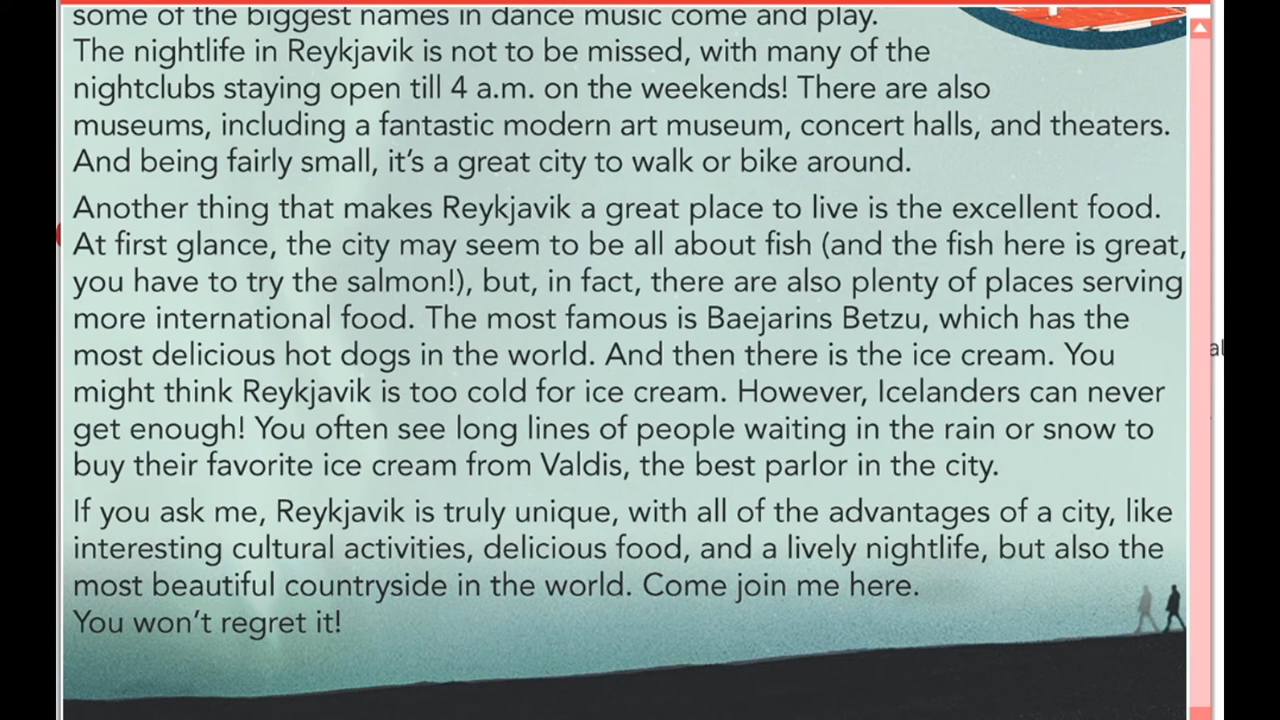 some of the biggest names in dance music come and play.
The nightlife in Reykjavik is not to be missed, with many of the
nightclubs staying open till 4 a.m. on the weekends! There are also
museums, including a fantastic modern art museum, concert halls, and theaters.
And being fairly small, it's a great city to walk or bike around.
Another thing that makes Reykjavik a great place to live is the excellent food.
At first glance, the city may seem to be all about fish (and the fish here is great,
you have to try the salmon!), but, in fact, there are also plenty of places serving
more international food. The most famous is Baejarins Betzu, which has the
most delicious hot dogs in the world. And then there is the ice cream. You
might think Reykjavik is too cold for ice cream. However, Icelanders can never
get enough! You often see long lines of people waiting in the rain or snow to
buy their favorite ice cream from Valdis, the best parlor in the city.
If you ask me, Reykjavik is truly unique, with all of the advantages of a city, like
interesting cultural activities, delicious food, and a lively nightlife, but also the
most beautiful countryside in the world. Come join me here.
You won't regret it!